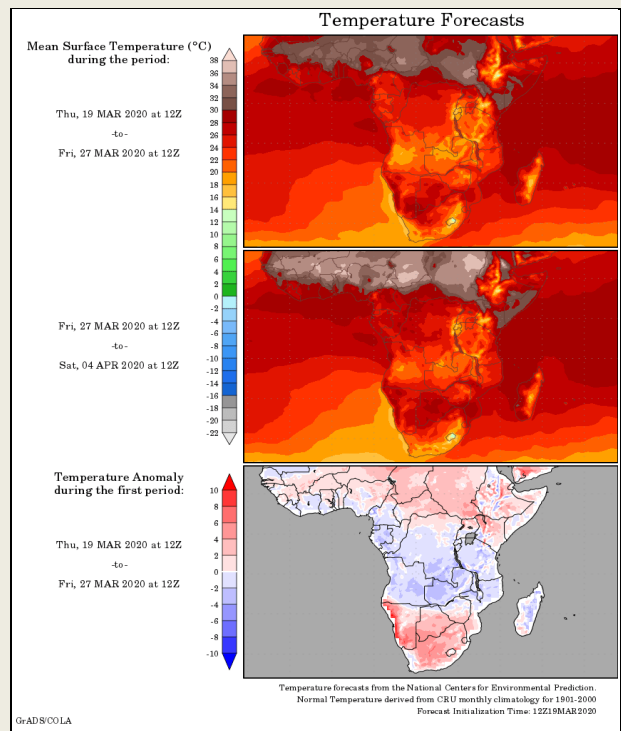 Temperature Forecasts
Mean Surface Temperature (°C)
during the period:
Thu, 19 MAR 2020 at 12Z
-to-
Fri, 27 MAR 2020 at 12Z
38
36
34
32
30
28
26
24
22
20
18
16
14
12
10
8
6
4
2
0
-2
-4
-6
-8
-10
-12
-14
-16
-18
-20
-22
Fri, 27 MAR 2020 at 12Z
-to-
Sat, 04 APR 2020 at 12Z
Temperature Anomaly
during the first period:
Thu, 19 MAR 2020 at 12Z
-to-
Fri, 27 MAR 2020 at 12Z
10
8
6
4
2
0
-2
-4
-6
-8
-10
Temperature forecasts from the National Centers for Environmental Prediction.
Normal Temperature derived from CRU monthly climatology for 1901-2000
Forecast Initialization Time: 12Z19MAR2020
GrADS/COLA